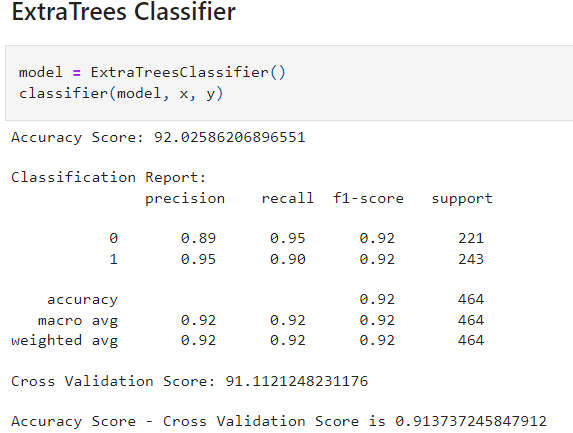 ExtraTrees Classifier
model = ExtraTreesClassifier()
classifier(model, x, y)
Accuracy Score: 92.02586206896551
Classification Report:
precision recall f1-score support
0 0.89 0.95 0.92 221
1 0.95 0.90 0.92 243
accuracy 0.92 464
macro avg 0.92 0.92 0.92 464
weighted avg 0.92 0.92 0.92 464
Cross Validation Score: 91.1121248231176
Accuracy Score - Cross Validation Score is 0.913737245847912